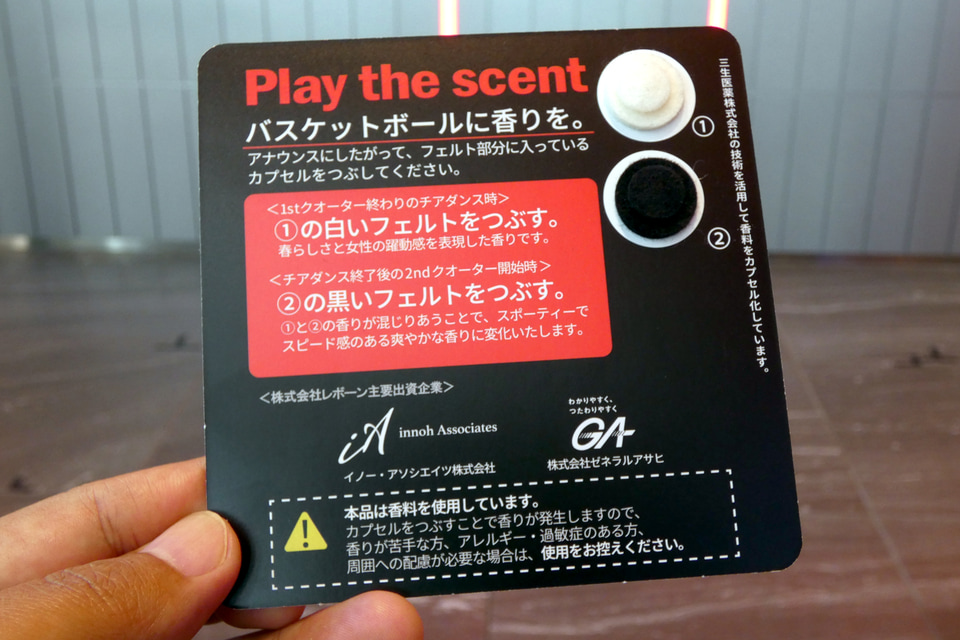 Play the scent
バスケットボールに香りを。
アナウンスにしたがって、フェルト部分に入っている
カプセルをつぶしてください。
①
②
三生医薬株式会社の技術を活用して香料をカプセル化しています。
＜1stクオーター終わりのチアダンス時＞
①の白いフェルトをつぶす。
春らしさと女性の躍動感を表現した香りです。
＜チアダンス終了後の2ndクオーター開始時＞
②の黒いフェルトをつぶす。
①と②の香りが混じりあうことで、スポーティーで
スピード感のある爽やかな香りに変化いたします。
＜株式会社レボーン主要出資企業＞
iA innoh Associates
イノー・アソシエイツ株式会社
わかりやすく、
つたわりやすく
GA
株式会社ゼネラルアサヒ
本品は香料を使用しています。
カプセルをつぶすことで香りが発生しますので、
香りが苦手な方、アレルギー・過敏症のある方、
周囲への配慮が必要な場合は、使用をお控えください。